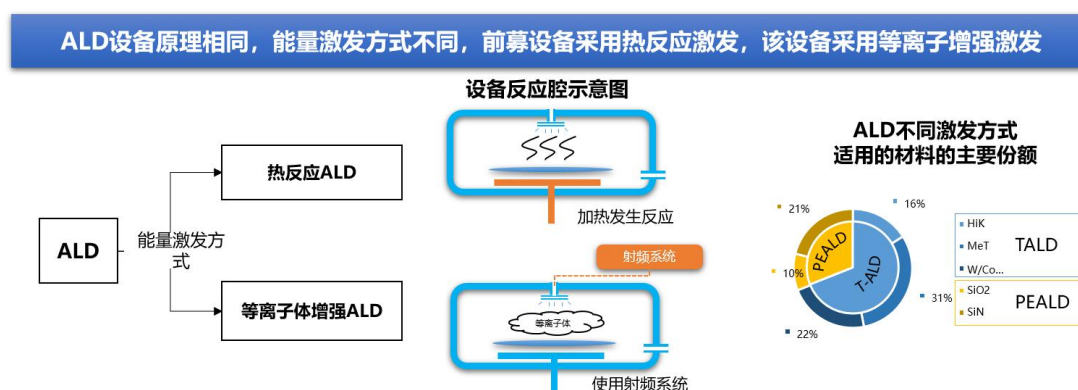 ALD设备原理相同，能量激发方式不同，前募设备采用热反应激发，该设备采用等离子增强激发
设备反应腔示意图
ALD
能量激发方
式
热反应ALD
等离子体增强ALD
加热发生反应
射频系统
等离子体
使用射频系统
ALD不同激发方式
适用的材料的主要份额
21%
16%
10%
31%
22%
PEALD
T-ALD
HiK
MeT
W/Co...
TALD
SiO2
SiN
PEALD